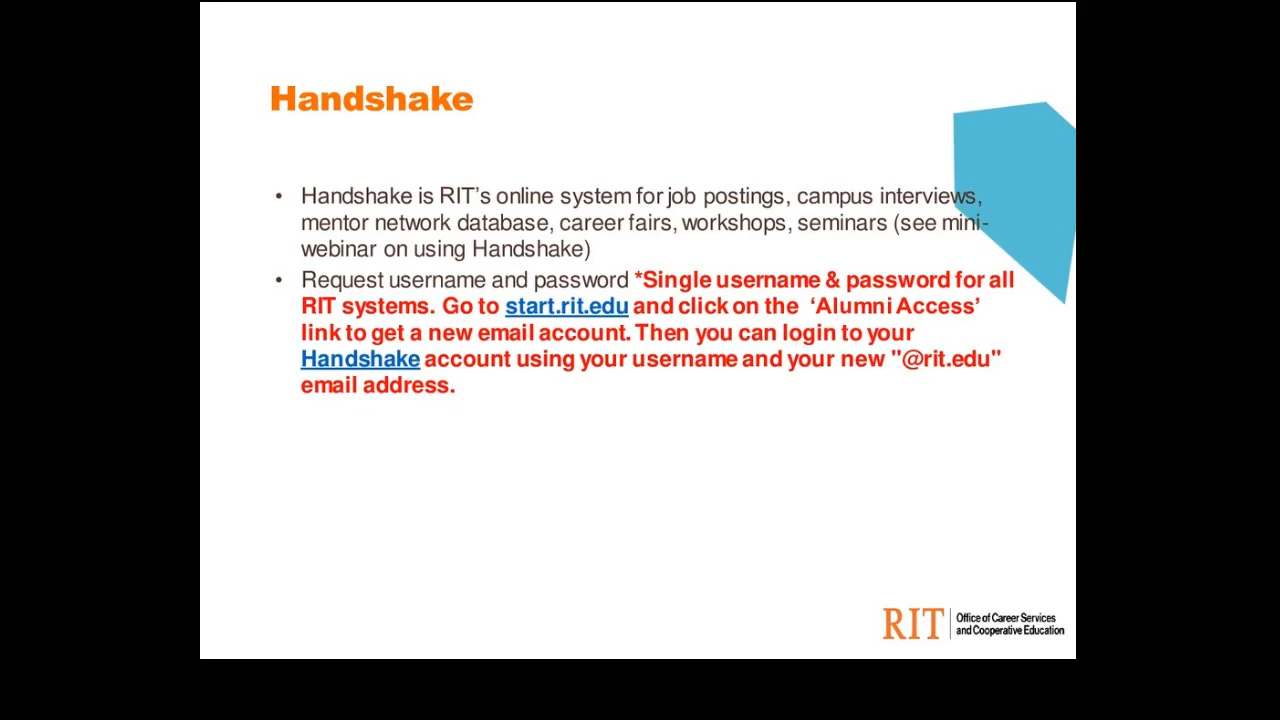 Handshake
• Handshake is RIT’s online system for job postings, campus interviews,
mentor network database, career fairs, workshops, seminars (see mini-
webinar on using Handshake)
• Request username and password *Single username & password for all
RIT systems. Go to start.rit.edu and click on the ‘Alumni Access’
link to get a new email account. Then you can login to your
Handshake account using your username and your new "@rit.edu"
email address.
RIT Office of Career Services
and Cooperative Education